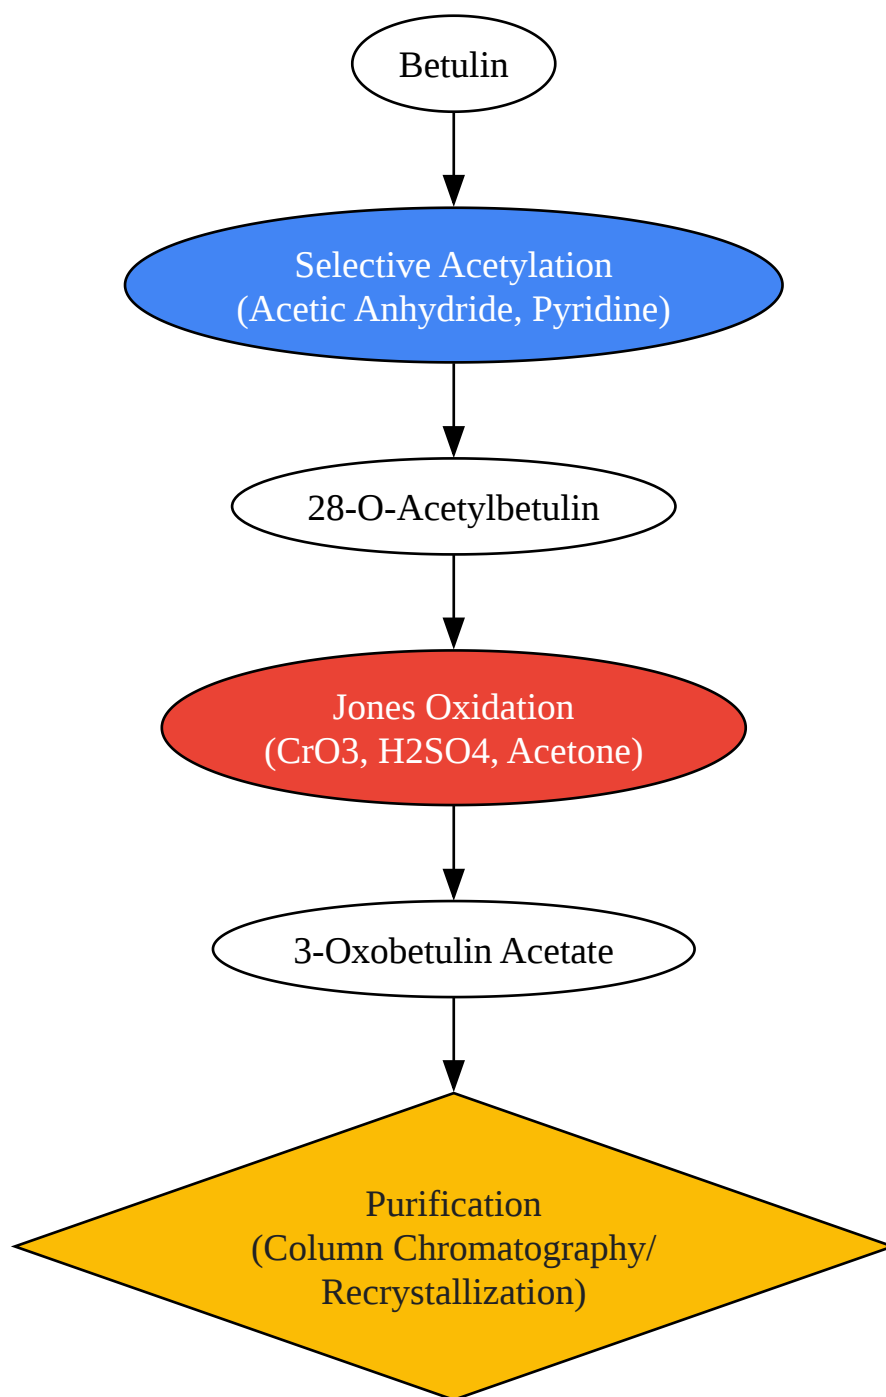 Betulin
Selective Acetylation
(Acetic Anhydride, Pyridine)
28-O-Acetylbetulin
Jones Oxidation
(CrO3, H2SO4, Acetone)
3-Oxobetulin Acetate
Purification
(Column Chromatography/
Recrystallization)